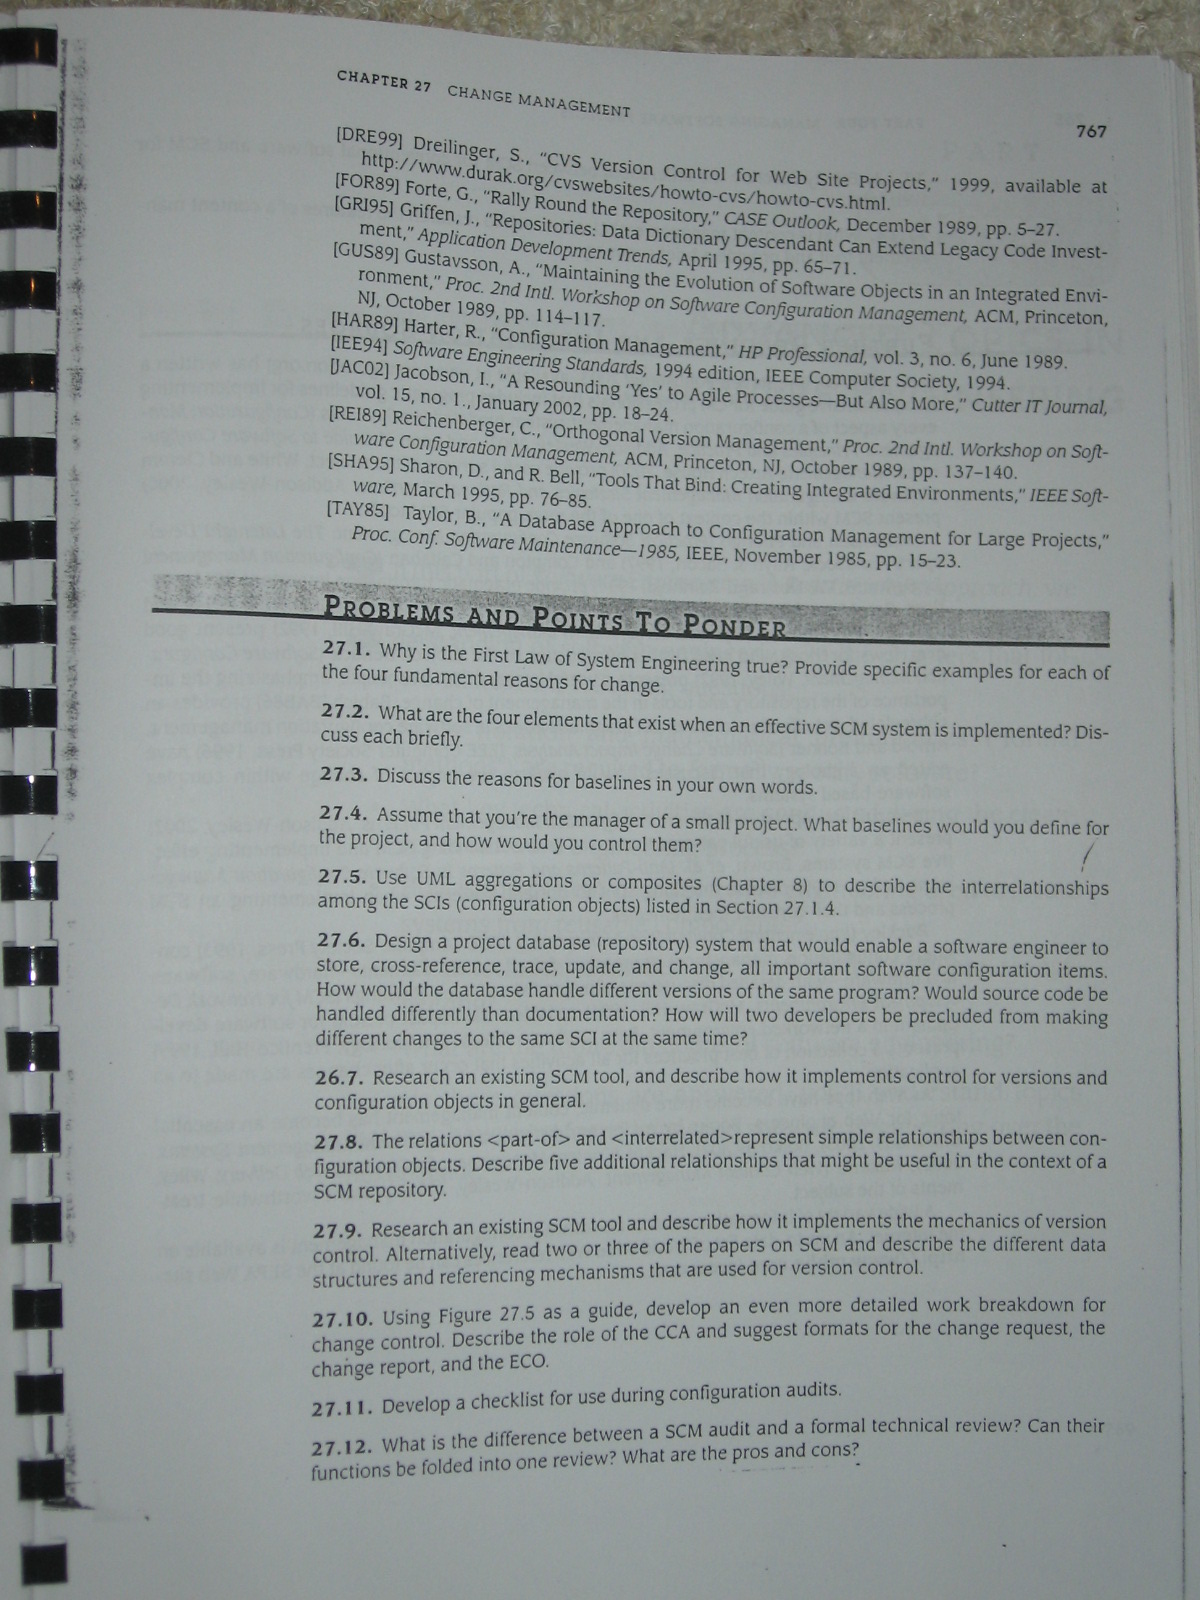 CHAPTER 27 CHANGE MANAGEMENT
767
[DRE99] Dreilinger, S., “CVS Version Control for Web Site Projects,” 1999, available at
http://www.durak.org/cvswebsites/howto-cvs/howto-cvs.html.
[FOR89] Forte, G., “Rally Round the Repository,” CASE Outlook, December 1989, pp. 5–27.
[GRI95] Griffen, J., “Repositories: Data Dictionary Descendant Can Extend Legacy Code Invest-
ment,” Application Development Trends, April 1995, pp. 65–71.
[GUS89] Gustavsson, A., “Maintaining the Evolution of Software Objects in an Integrated Envi-
ronment,” Proc. 2nd Intl. Workshop on Software Configuration Management, ACM, Princeton,
NJ, October 1989, pp. 114–117.
[HAR89] Harter, R., “Configuration Management,” HP Professional, vol. 3, no. 6, June 1989.
[IEE94] Software Engineering Standards, 1994 edition, IEEE Computer Society, 1994.
[JAC02] Jacobson, I., “A Resounding ‘Yes’ to Agile Processes—But Also More,” Cutter IT Journal,
vol. 15, no. 1., January 2002, pp. 18–24.
[REI89] Reichenberger, C., “Orthogonal Version Management,” Proc. 2nd Intl. Workshop on Soft-
ware Configuration Management, ACM, Princeton, NJ, October 1989, pp. 137–140.
[SHA95] Sharon, D., and R. Bell, “Tools That Bind: Creating Integrated Environments,” IEEE Soft-
ware, March 1995, pp. 76–85.
[TAY85] Taylor, B., “A Database Approach to Configuration Management for Large Projects,”
Proc. Conf. Software Maintenance—1985, IEEE, November 1985, pp. 15–23.
PROBLEMS AND POINTS TO PONDER
27.1. Why is the First Law of System Engineering true? Provide specific examples for each of
the four fundamental reasons for change.
27.2. What are the four elements that exist when an effective SCM system is implemented? Dis-
cuss each briefly.
27.3. Discuss the reasons for baselines in your own words.
27.4. Assume that you're the manager of a small project. What baselines would you define for
the project, and how would you control them?
27.5. Use UML aggregations or composites (Chapter 8) to describe the interrelationships
among the SCIs (configuration objects) listed in Section 27.1.4.
27.6. Design a project database (repository) system that would enable a software engineer to
store, cross-reference, trace, update, and change, all important software configuration items.
How would the database handle different versions of the same program? Would source code be
handled differently than documentation? How will two developers be precluded from making
different changes to the same SCI at the same time?
26.7. Research an existing SCM tool, and describe how it implements control for versions and
configuration objects in general.
27.8. The relations <part-of> and <interrelated>represent simple relationships between con-
figuration objects. Describe five additional relationships that might be useful in the context of a
SCM repository.
27.9. Research an existing SCM tool and describe how it implements the mechanics of version
control. Alternatively, read two or three of the papers on SCM and describe the different data
structures and referencing mechanisms that are used for version control.
27.10. Using Figure 27.5 as a guide, develop an even more detailed work breakdown for
change control. Describe the role of the CCA and suggest formats for the change request, the
change report, and the ECO.
27.11. Develop a checklist for use during configuration audits.
27.12. What is the difference between a SCM audit and a formal technical review? Can their
functions be folded into one review? What are the pros and cons?